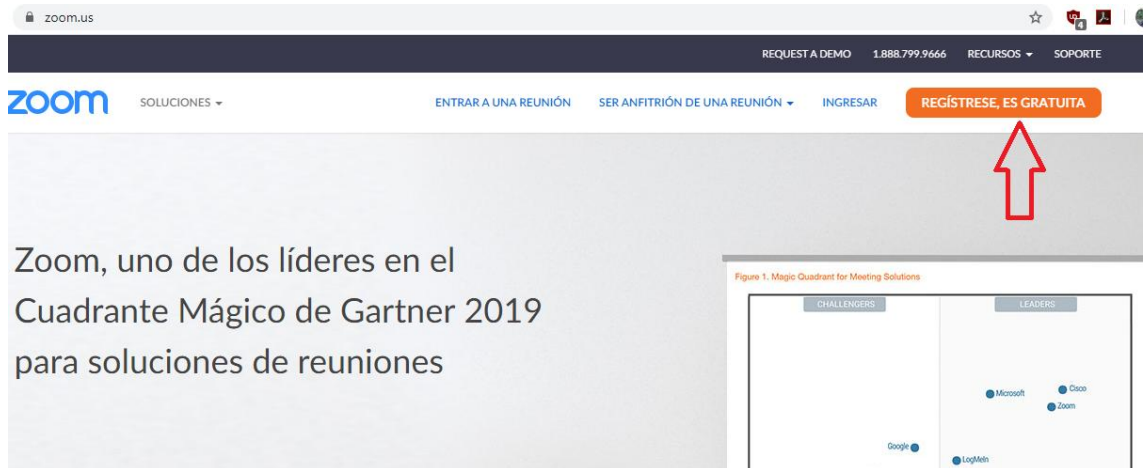 zoom.us
4
REQUEST A DEMO 1.888.799.9666 RECURSOS SOPORTE
zoom SOLUCIONES ENTRAR A UNA REUNIÓN SER ANFITRIÓN DE UNA REUNIÓN INGRESAR REGÍSTRESE, ES GRATUITA
Zoom, uno de los líderes en el
Cuadrante Mágico de Gartner 2019
para soluciones de reuniones
Figure 1. Magic Quadrant for Meeting Solutions
CHALLENGERS LEADERS
Microsoft Cisco
Zoom
Google
LogMeIn